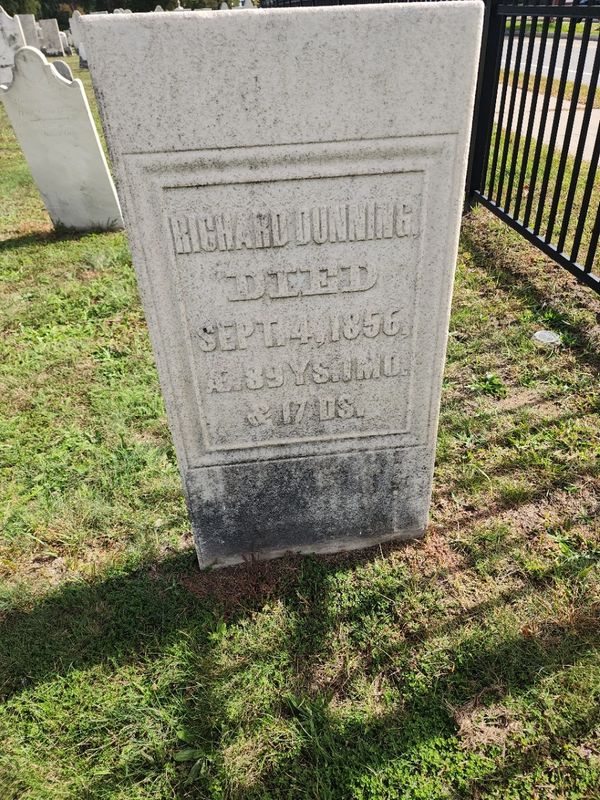 RICHARD DUNNING,
DIED
SEPT. 4, 1856.
Æ. 89 YS. 1 MO.
& 17 DS.